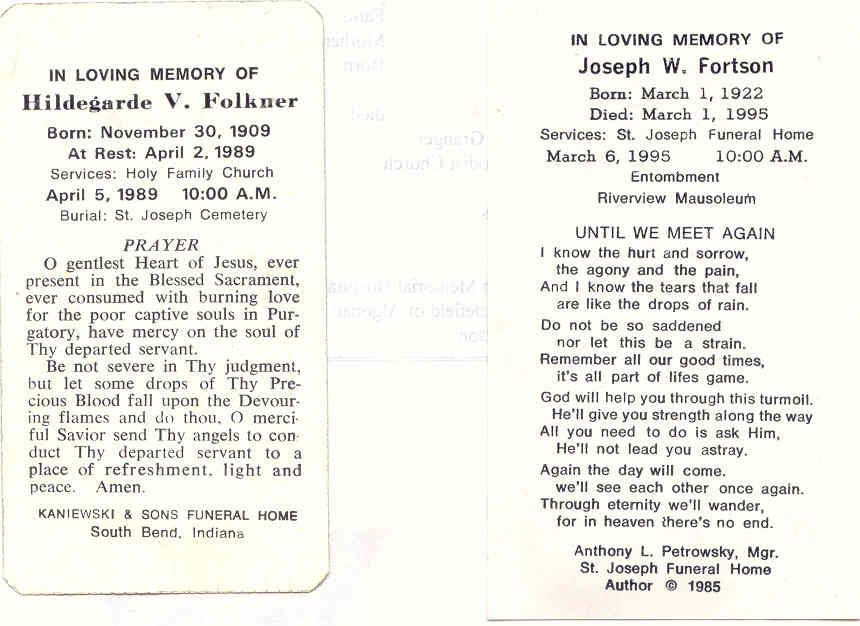 IN LOVING MEMORY OF
Hildegarde V. Folkner
Born: November 30, 1909
At Rest: April 2, 1989
Services: Holy Family Church
April 5, 1989 10:00 A.M.
Burial: St. Joseph Cemetery
PRAYER
O gentlest Heart of Jesus, ever
present in the Blessed Sacrament,
ever consumed with burning love
for the poor captive souls in Pur-
gatory, have mercy on the soul of
Thy departed servant.
Be not severe in Thy judgment,
but let some drops of Thy Pre-
cious Blood fall upon the Devour-
ing flames and do thou, O merci-
ful Savior send Thy angels to con-
duct Thy departed servant to a
place of refreshment, light and
peace. Amen.
KANIEWSKI & SONS FUNERAL HOME
South Bend, Indiana
IN LOVING MEMORY OF
Joseph W. Fortson
Born: March 1, 1922
Died: March 1, 1995
Services: St. Joseph Funeral Home
March 6, 1995 10:00 A.M.
Entombment
Riverview Mausoleum
UNTIL WE MEET AGAIN
I know the hurt and sorrow,
the agony and the pain,
And I know the tears that fall
are like the drops of rain.
Do not be so saddened
nor let this be a strain.
Remember all our good times,
it's all part of lifes game.
God will help you through this turmoil.
He'll give you strength along the way
All you need to do is ask Him,
He'll not lead you astray.
Again the day will come.
we'll see each other once again.
Through eternity we'll wander,
for in heaven there's no end.
Anthony L. Petrowsky, Mgr.
St. Joseph Funeral Home
Author © 1985